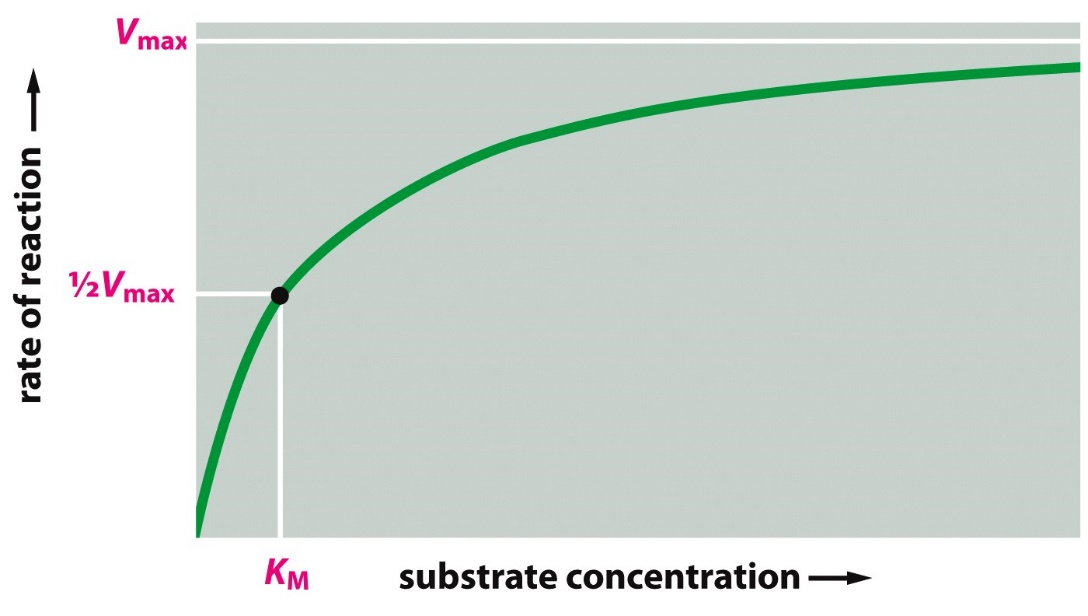 Vmax
rate of reaction →
½Vmax
KM
substrate concentration →